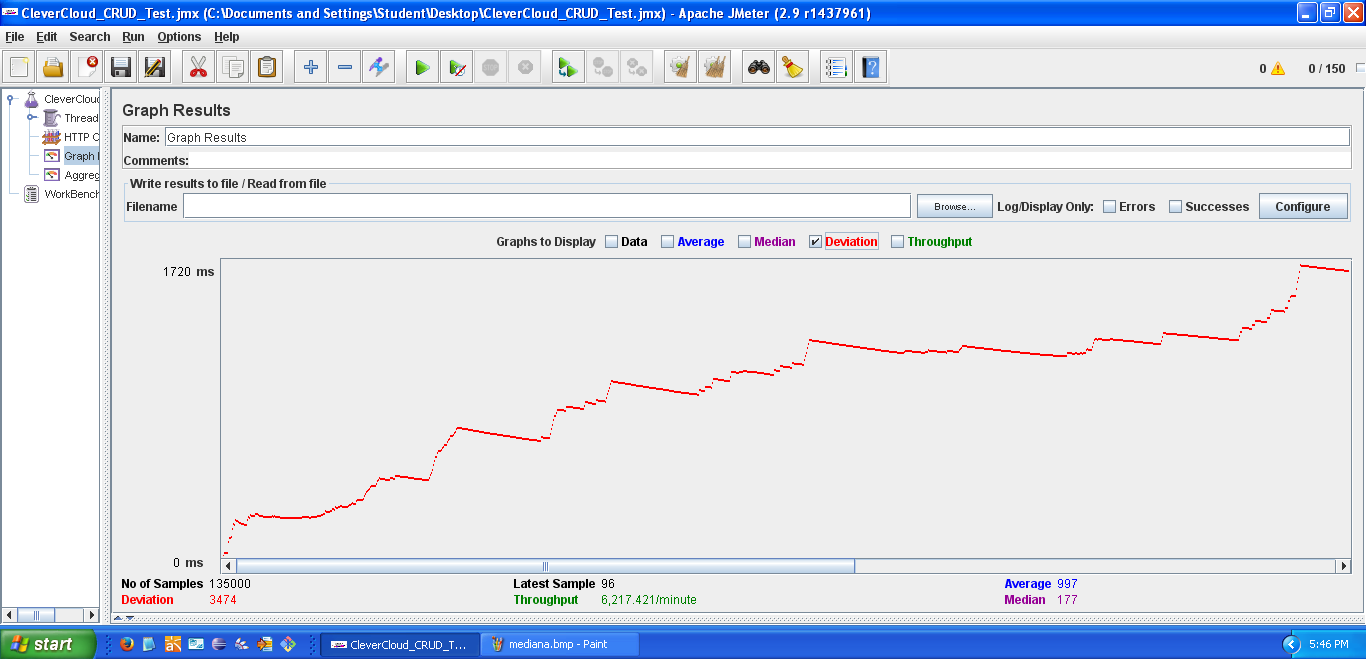 CleverCloud_CRUD_Test.jmx (C:\Documents and Settings\Student\Desktop\CleverCloud_CRUD_Test.jmx) - Apache JMeter (2.9 r1437961)
File Edit Search Run Options Help
0 0 / 150
CleverCloud
Thread
HTTP C
Graph
Aggreg
WorkBench
Graph Results
Name: Graph Results
Comments:
Write results to file / Read from file
Filename Browse... Log/Display Only: Errors Successes Configure
Graphs to Display Data Average Median Deviation Throughput
1720 ms
0 ms
No of Samples 135000 Latest Sample 96 Average 997
Deviation 3474 Throughput 6,217.421/minute Median 177
start CleverCloud_CRUD_T... mediana.bmp - Paint 5:46 PM